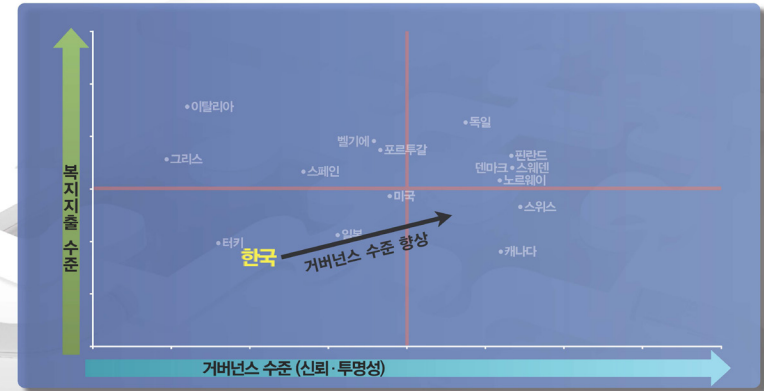 복지지출 수준
이탈리아
독일
벨기에
포르투갈
그리스
핀란드
스페인
덴마크
스웨덴
노르웨이
미국
스위스
터키
일본
한국
거버넌스 수준 향상
캐나다
거버넌스 수준 (신뢰·투명성)